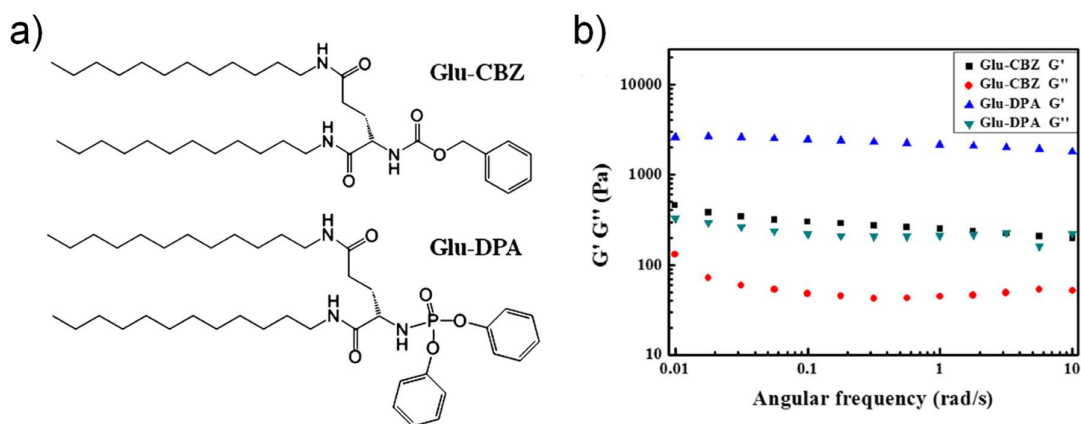 a)
H
N
O
Glu-CBZ
H
N
O
N
H
O
O
H
N
O
Glu-DPA
H
N
O
N
H
O
P
O
O
b)
10000
1000
100
10
G' G'' (Pa)
0.01 0.1 1 10
Angular frequency (rad/s)
Glu-CBZ G'
Glu-CBZ G''
Glu-DPA G'
Glu-DPA G''